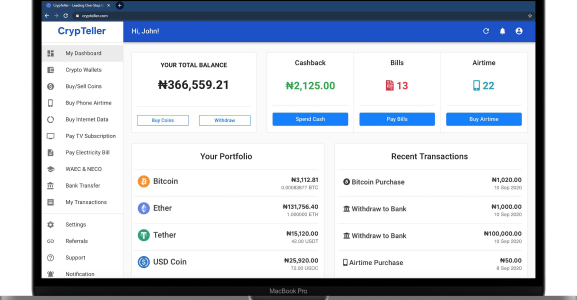 CrypTeller - Leading One-Stop
crypteller.com
CrypTeller
Hi, John!
My Dashboard
Crypto Wallets
Buy/Sell Coins
Buy Phone Airtime
Buy Internet Data
Pay TV Subscription
Pay Electricity Bill
WAEC & NECO
Bank Transfer
My Transactions
Settings
Referrals
Support
Notification
YOUR TOTAL BALANCE
₦366,559.21
Buy Coins
Withdraw
Cashback
₦2,125.00
Spend Cash
Bills
13
Pay Bills
Airtime
22
Buy Airtime
Your Portfolio
Bitcoin
₦3,112.81
0.00083877 BTC
Ether
₦131,756.40
1.000000 ETH
Tether
₦15,120.00
42.00 USDT
USD Coin
₦25,920.00
72.00 USDC
Recent Transactions
Bitcoin Purchase
₦1,020.00
10 Sep 2020
Withdraw to Bank
₦1,000.00
10 Sep 2020
Withdraw to Bank
₦100,000.00
10 Sep 2020
Airtime Purchase
₦50.00
8 Sep 2020
MacBook Pro